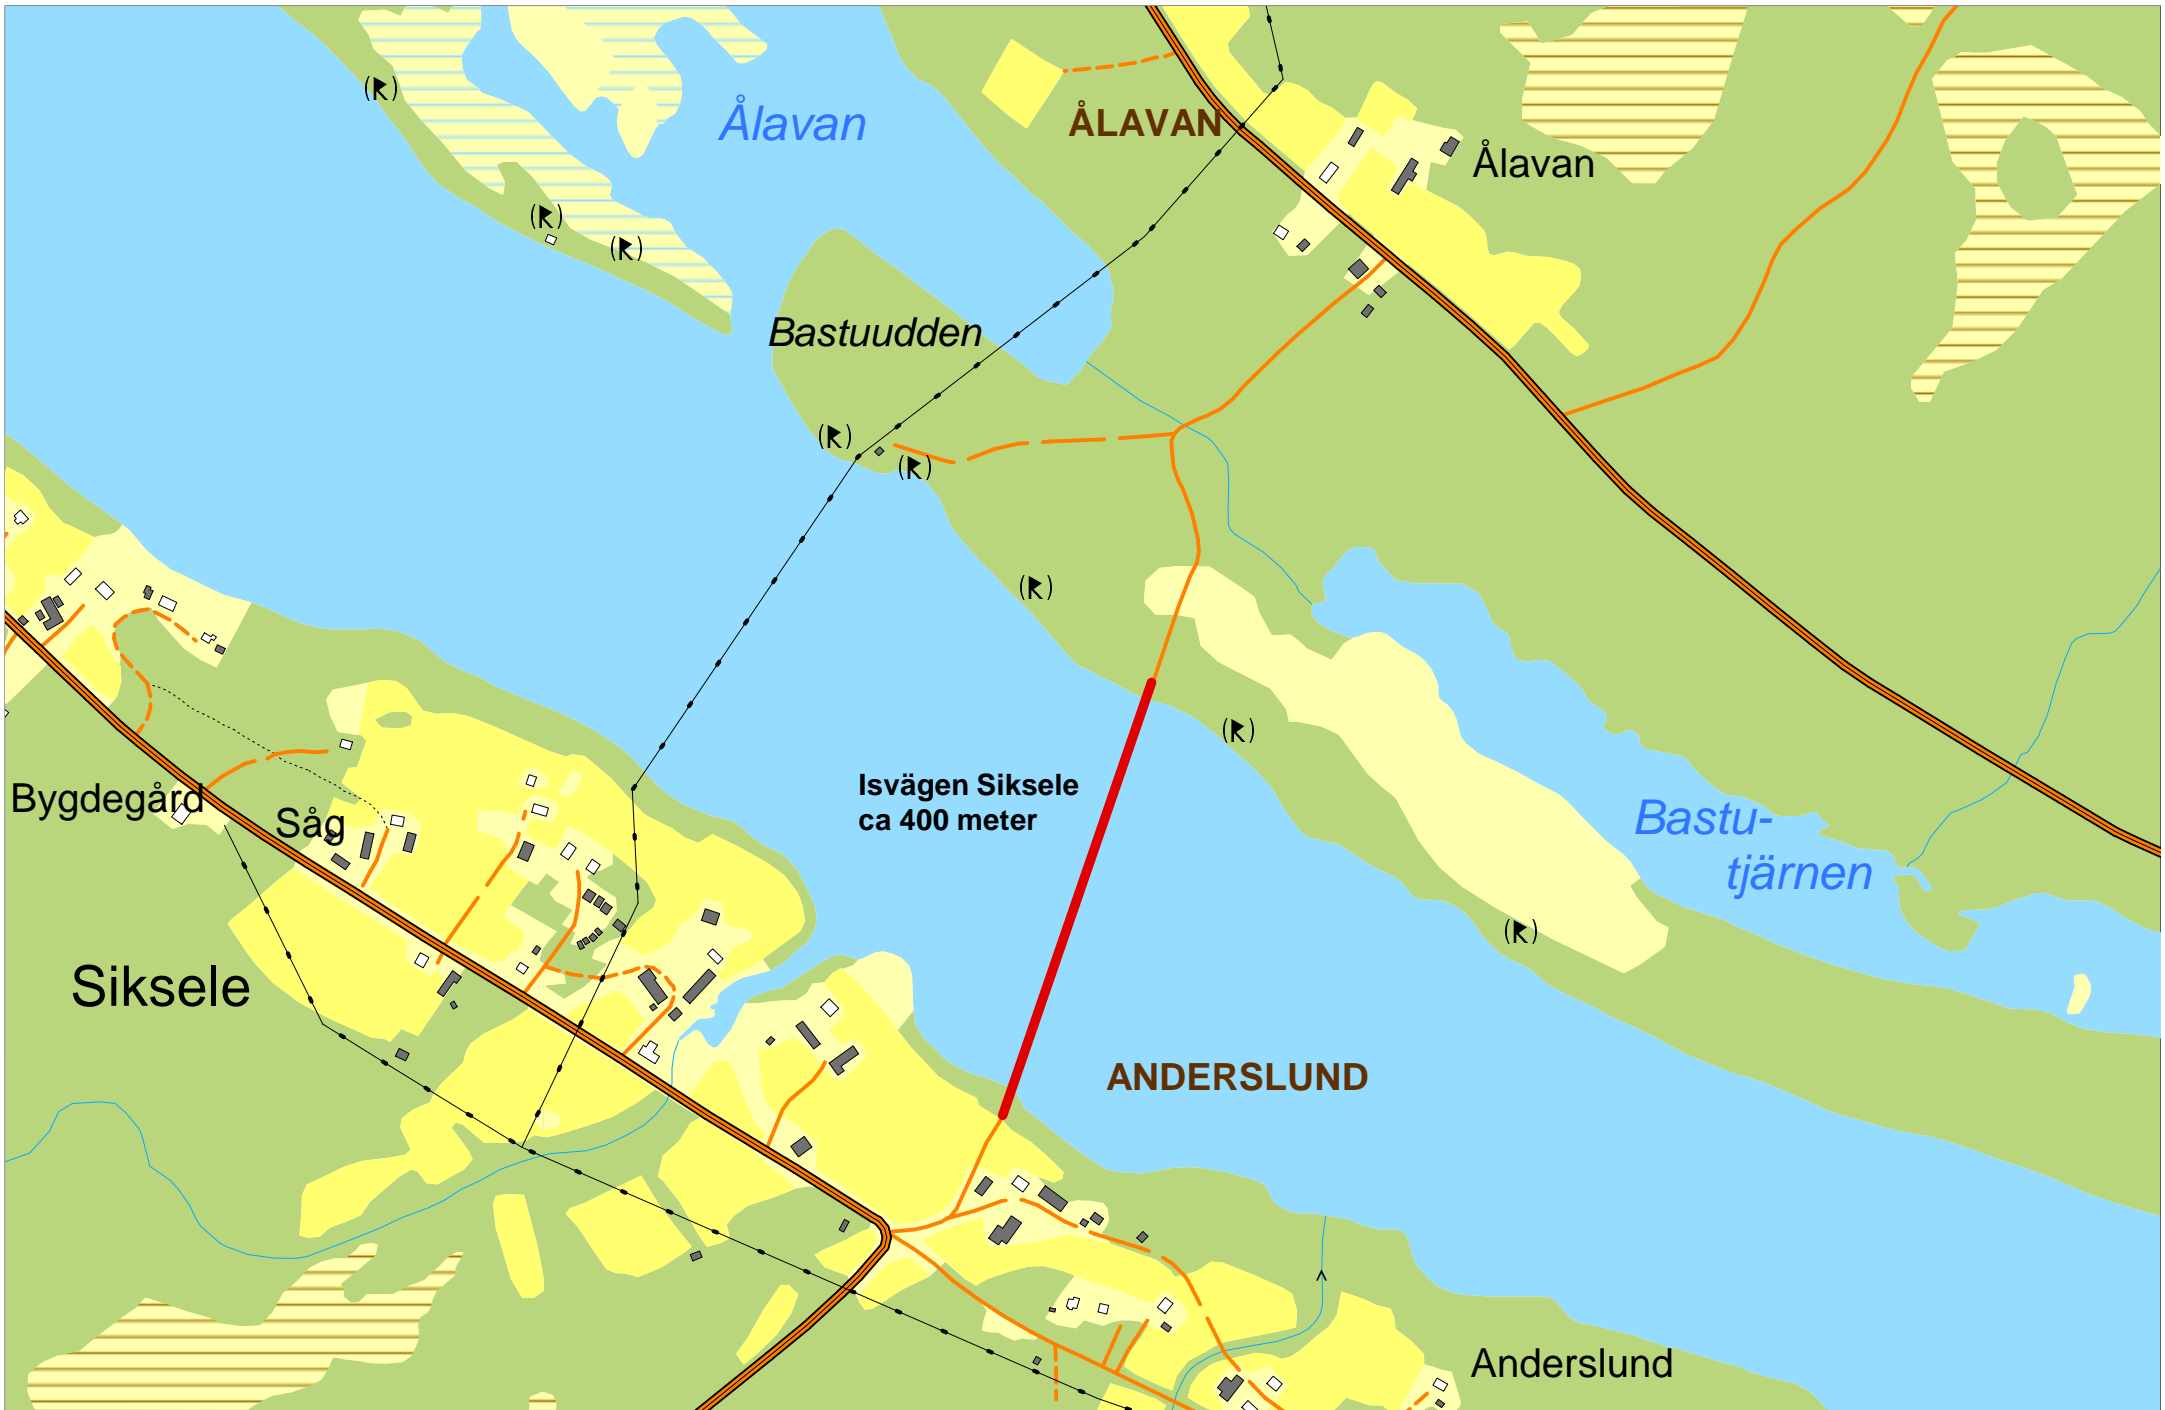 Ålavan
ÅLAVAN
Ålavan
Bastuudden
(R)
(R)
(R)
(R)
(R)
(R)
(R)
(R)
Isvägen Siksele
ca 400 meter
Bygdegård
Såg
Bastu-
tjärnen
Siksele
ANDERSLUND
Anderslund